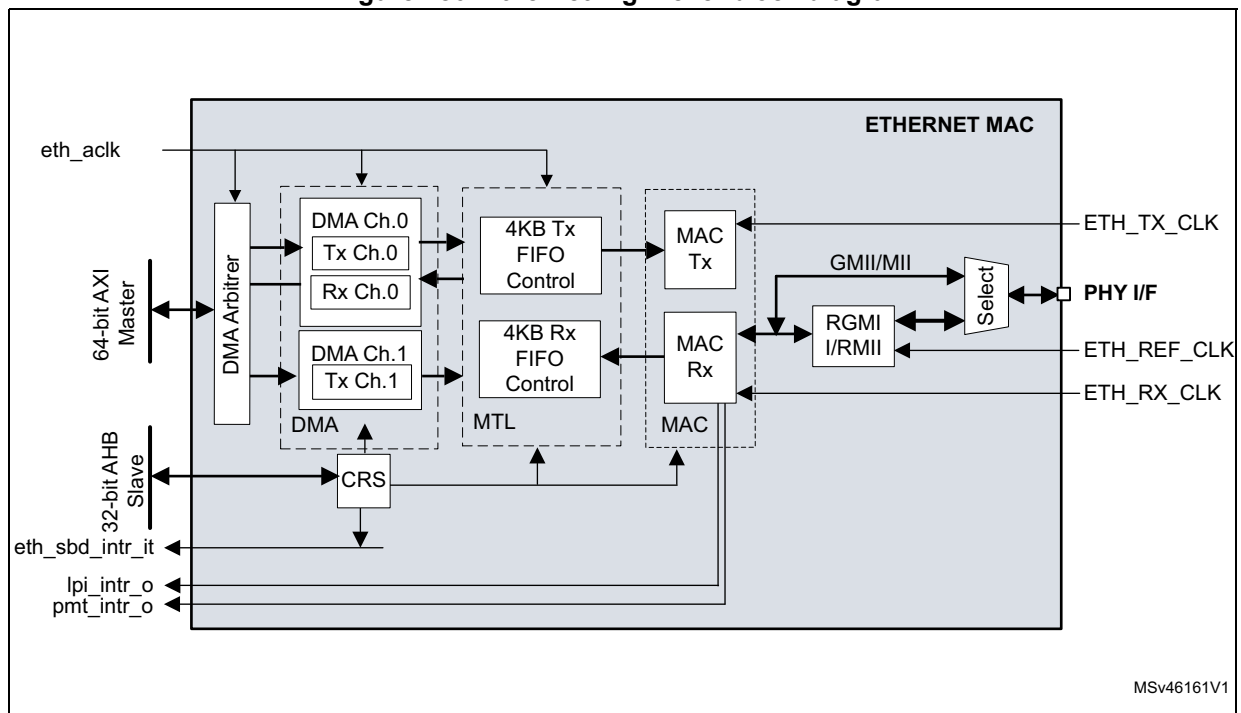 ETHERNET MAC
eth_aclk
DMA Ch.0
Tx Ch.0
Rx Ch.0
DMA Ch.1
Tx Ch.1
DMA
4KB Tx
FIFO
Control
4KB Rx
FIFO
Control
MTL
MAC
Tx
MAC
Rx
MAC
ETH_TX_CLK
GMII/MII
Select
PHY I/F
RGMI
I/RMII
ETH_REF_CLK
ETH_RX_CLK
64-bit AXI
Master
DMA Arbitrer
32-bit AHB
Slave
CRS
eth_sbd_intr_it
lpi_intr_o
pmt_intr_o
MSv46161V1